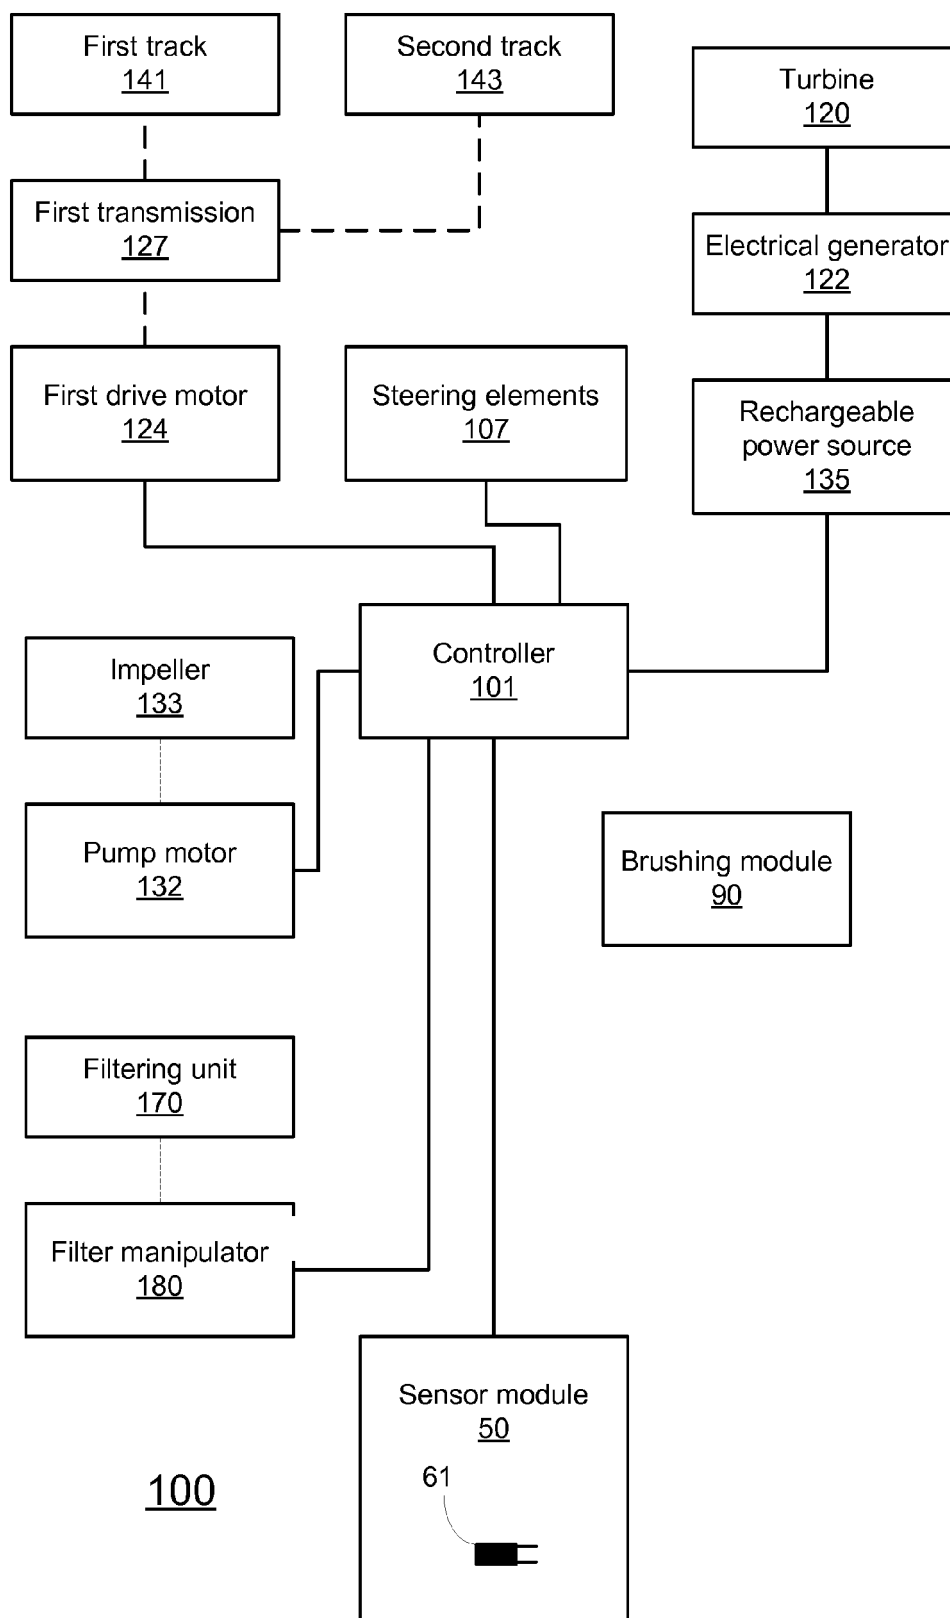 First track
141
Second track
143
Turbine
120
First transmission
127
Electrical generator
122
First drive motor
124
Steering elements
107
Rechargeable
power source
135
Controller
101
Impeller
133
Pump motor
132
Brushing module
90
Filtering unit
170
Filter manipulator
180
Sensor module
50
61
100